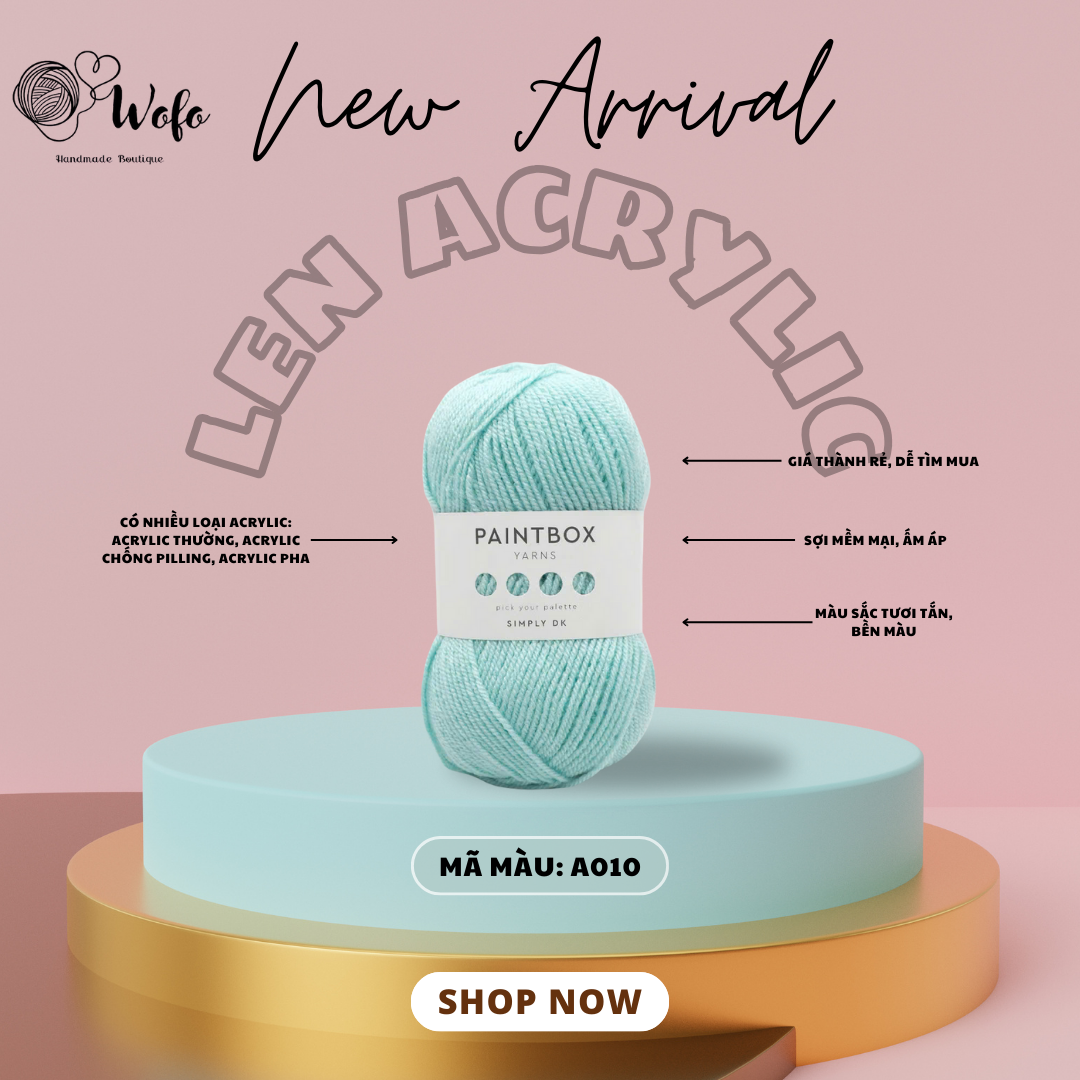 Wofo
Handmade Boutique
New Arrival
LEN ACRYLIC
GIÁ THÀNH RẺ, DỄ TÌM MUA
CÓ NHIỀU LOẠI ACRYLIC:
ACRYLIC THƯỜNG, ACRYLIC
CHỐNG PILLING, ACRYLIC PHA
SỢI MỀM MẠI, ẤM ÁP
MÀU SẮC TƯƠI TẮN,
BỀN MÀU
PAINTBOX
YARNS
pick your palette
SIMPLY DK
MÃ MÀU: A010
SHOP NOW